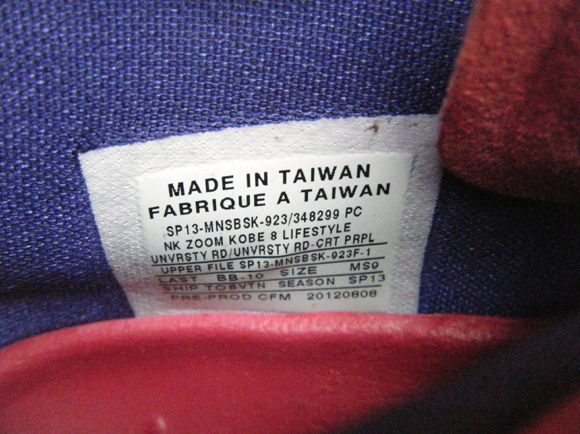 MADE IN TAIWAN
FABRIQUE A TAIWAN
SP13-MNSBSK-923/348299 PC
NK ZOOM KOBE 8 LIFESTYLE
UNVRSTY RD/UNVRSTY RD-CRT PRPL
UPPER FILE SP13-MNSBSK-923F-1
LAST BB-10 SIZE MS9
SHIP TO BVTN SEASON SP13
PRE-PROD CFM 20120808